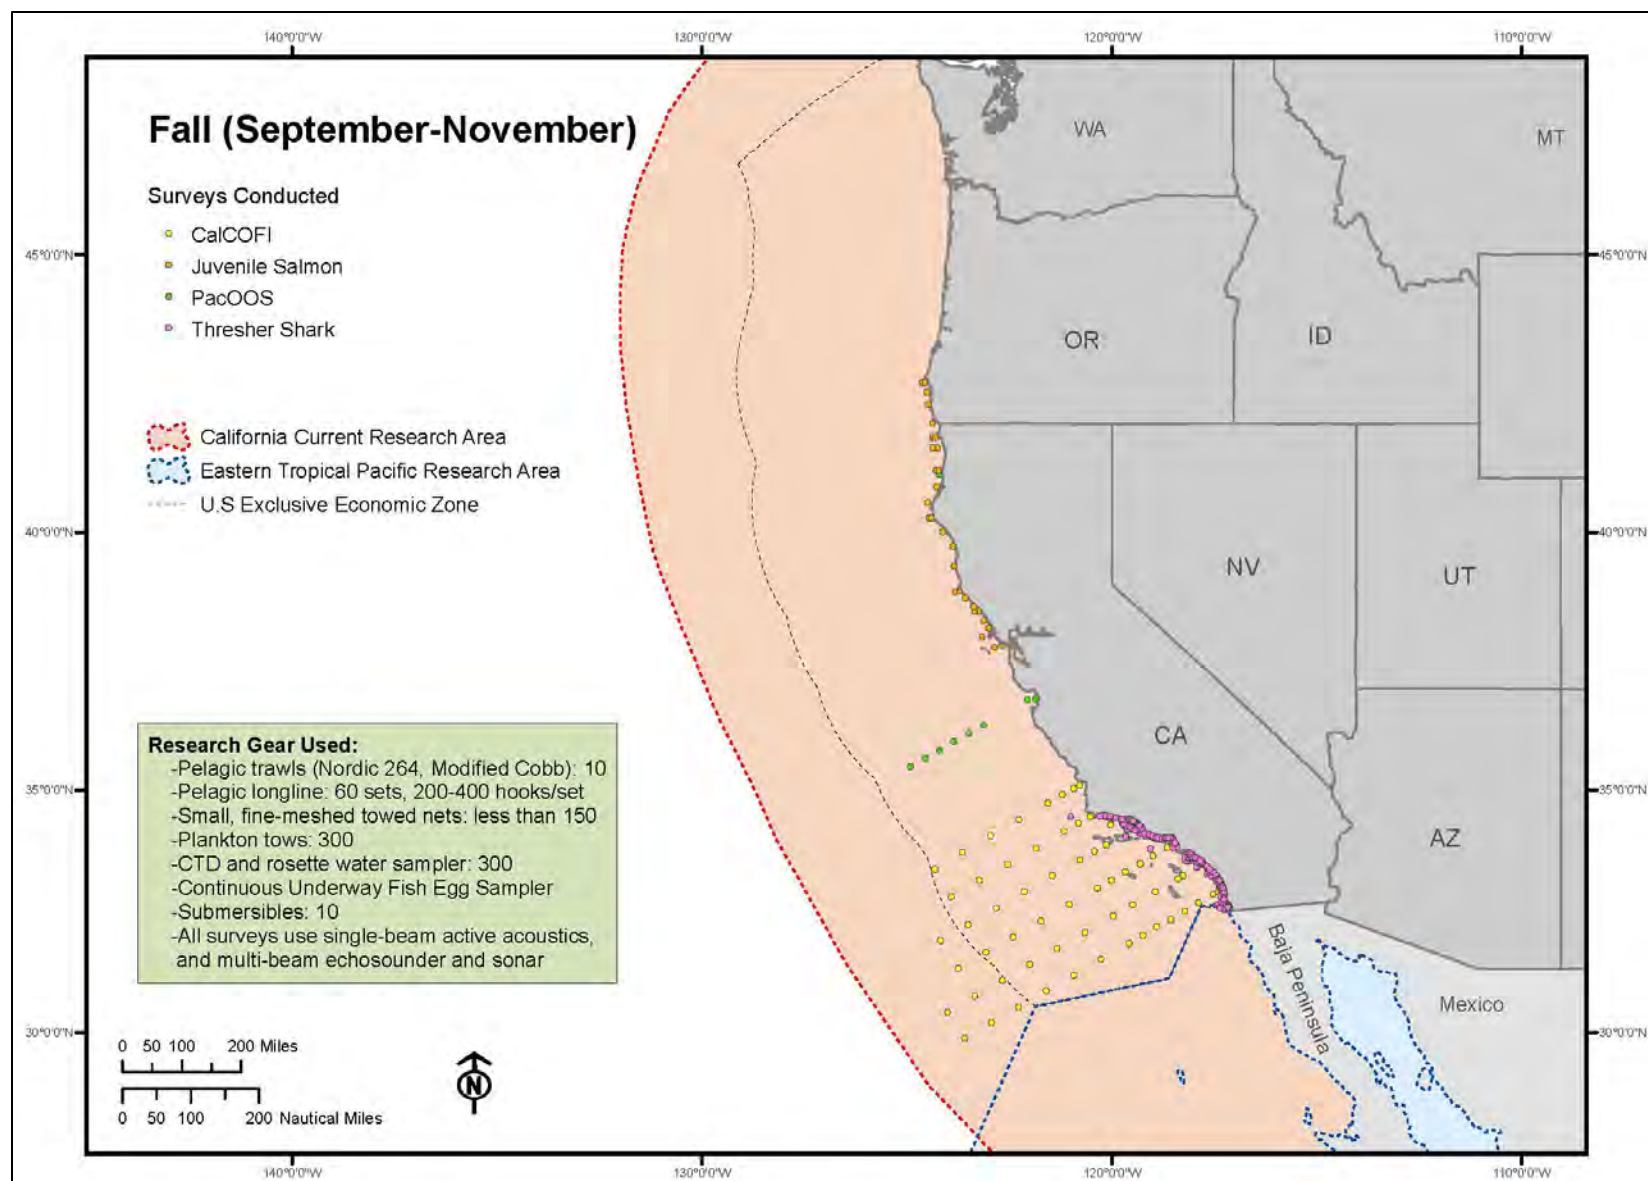 140°0'0"W 130°0'0"W 120°0'0"W 110°0'0"W
Fall (September-November)
Surveys Conducted
CalCOFI
Juvenile Salmon
PacOOS
Thresher Shark
California Current Research Area
Eastern Tropical Pacific Research Area
U.S Exclusive Economic Zone
WA
MT
45°0'0"N 45°0'0"N
OR
ID
40°0'0"N 40°0'0"N
NV
UT
CA
Research Gear Used:
-Pelagic trawls (Nordic 264, Modified Cobb): 10
-Pelagic longline: 60 sets, 200-400 hooks/set
-Small, fine-meshed towed nets: less than 150
-Plankton tows: 300
-CTD and rosette water sampler: 300
-Continuous Underway Fish Egg Sampler
-Submersibles: 10
-All surveys use single-beam active acoustics,
and multi-beam echosounder and sonar
35°0'0"N 35°0'0"N
AZ
Baja Peninsula
Mexico
30°0'0"N 30°0'0"N
0 50 100 200 Miles
N
0 50 100 200 Nautical Miles
140°0'0"W 130°0'0"W 120°0'0"W 110°0'0"W